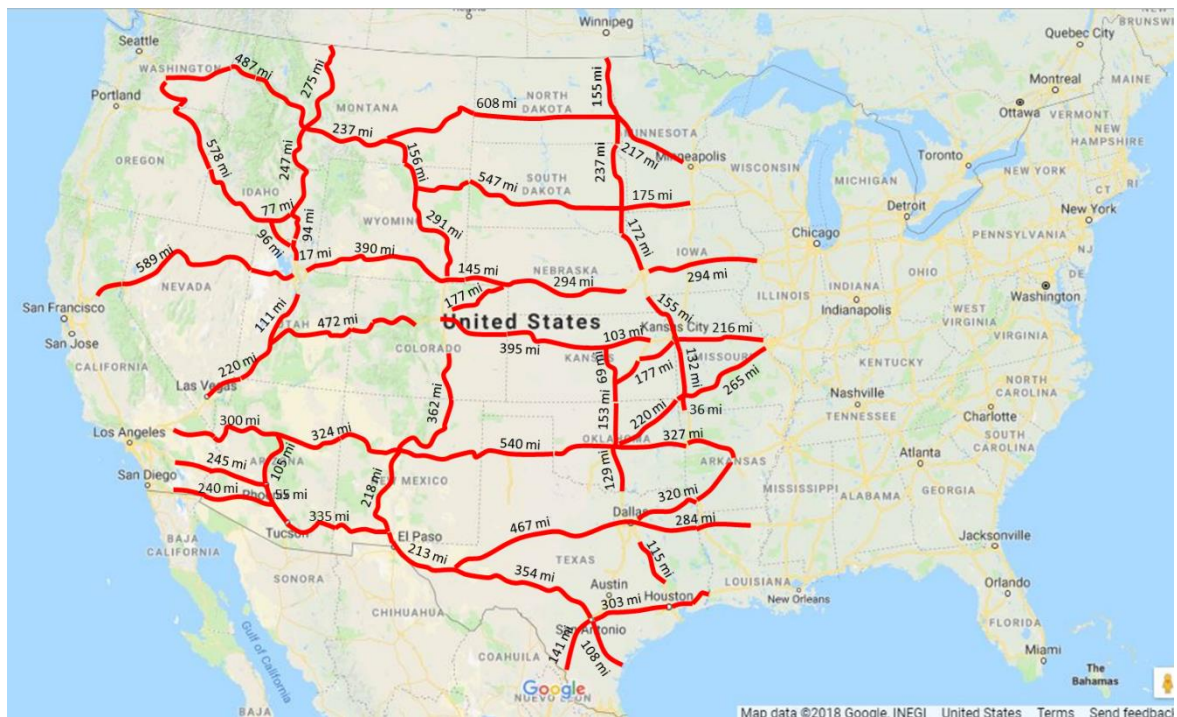 Winnipeg
Quebec City
NEW
BRUNSWI
Seattle
WASHINGTON
487 mi
275 mi
155 mi
Montreal
MAINE
Portland
MONTANA
608 mi
NORTH
DAKOTA
Ottawa
VERMONT
NEW
HAMPSHIRE
237 mi
MINNESOTA
217 mi
Minneapolis
WISCONSIN
Toronto
578 mi
OREGON
247 mi
156 mi
237 mi
MICHIGAN
NEW YORK
547 mi
SOUTH
DAKOTA
175 mi
CT
RI
IDAHO
77 mi
94 mi
WYOMING
291 mi
Detroit
New York
96 mi
17 mi
390 mi
172 mi
IOWA
Chicago
PENNSYLVANIA
NJ
589 mi
NEVADA
145 mi
NEBRASKA
294 mi
294 mi
OHIO
DE
177 mi
ILLINOIS
INDIANA
Indianapolis
Washington
San Francisco
111 mi
UTAH
472 mi
United States
155 mi
Kansas City
103 mi
216 mi
WEST
VIRGINIA
San Jose
COLORADO
395 mi
KANSAS
69 mi
177 mi
132 mi
MISSOURI
KENTUCKY
VIRGINIA
CALIFORNIA
220 mi
Las Vegas
362 mi
153 mi
220 mi
265 mi
36 mi
Nashville
TENNESSEE
NORTH
CAROLINA
Charlotte
300 mi
324 mi
540 mi
OKLAHOMA
327 mi
Los Angeles
105 mi
ARIZONA
245 mi
ARKANSAS
SOUTH
CAROLINA
Atlanta
San Diego
240 mi
Phoenix
55 mi
218 mi
NEW MEXICO
129 mi
320 mi
MISSISSIPPI
ALABAMA
GEORGIA
335 mi
Tucson
467 mi
Dallas
284 mi
BAJA
CALIFORNIA
El Paso
213 mi
TEXAS
115 mi
Jacksonville
SONORA
354 mi
Austin
LOUISIANA
303 mi
Houston
New Orleans
Orlando
CHIHUAHUA
San Antonio
FLORIDA
Gulf of
California
COAHUILA
141 mi
108 mi
Miami
The
Bahamas
Google
NUEVO LEON
BAJA
Map data ©2018 Google, INEGI
United States
Terms
Send feedback